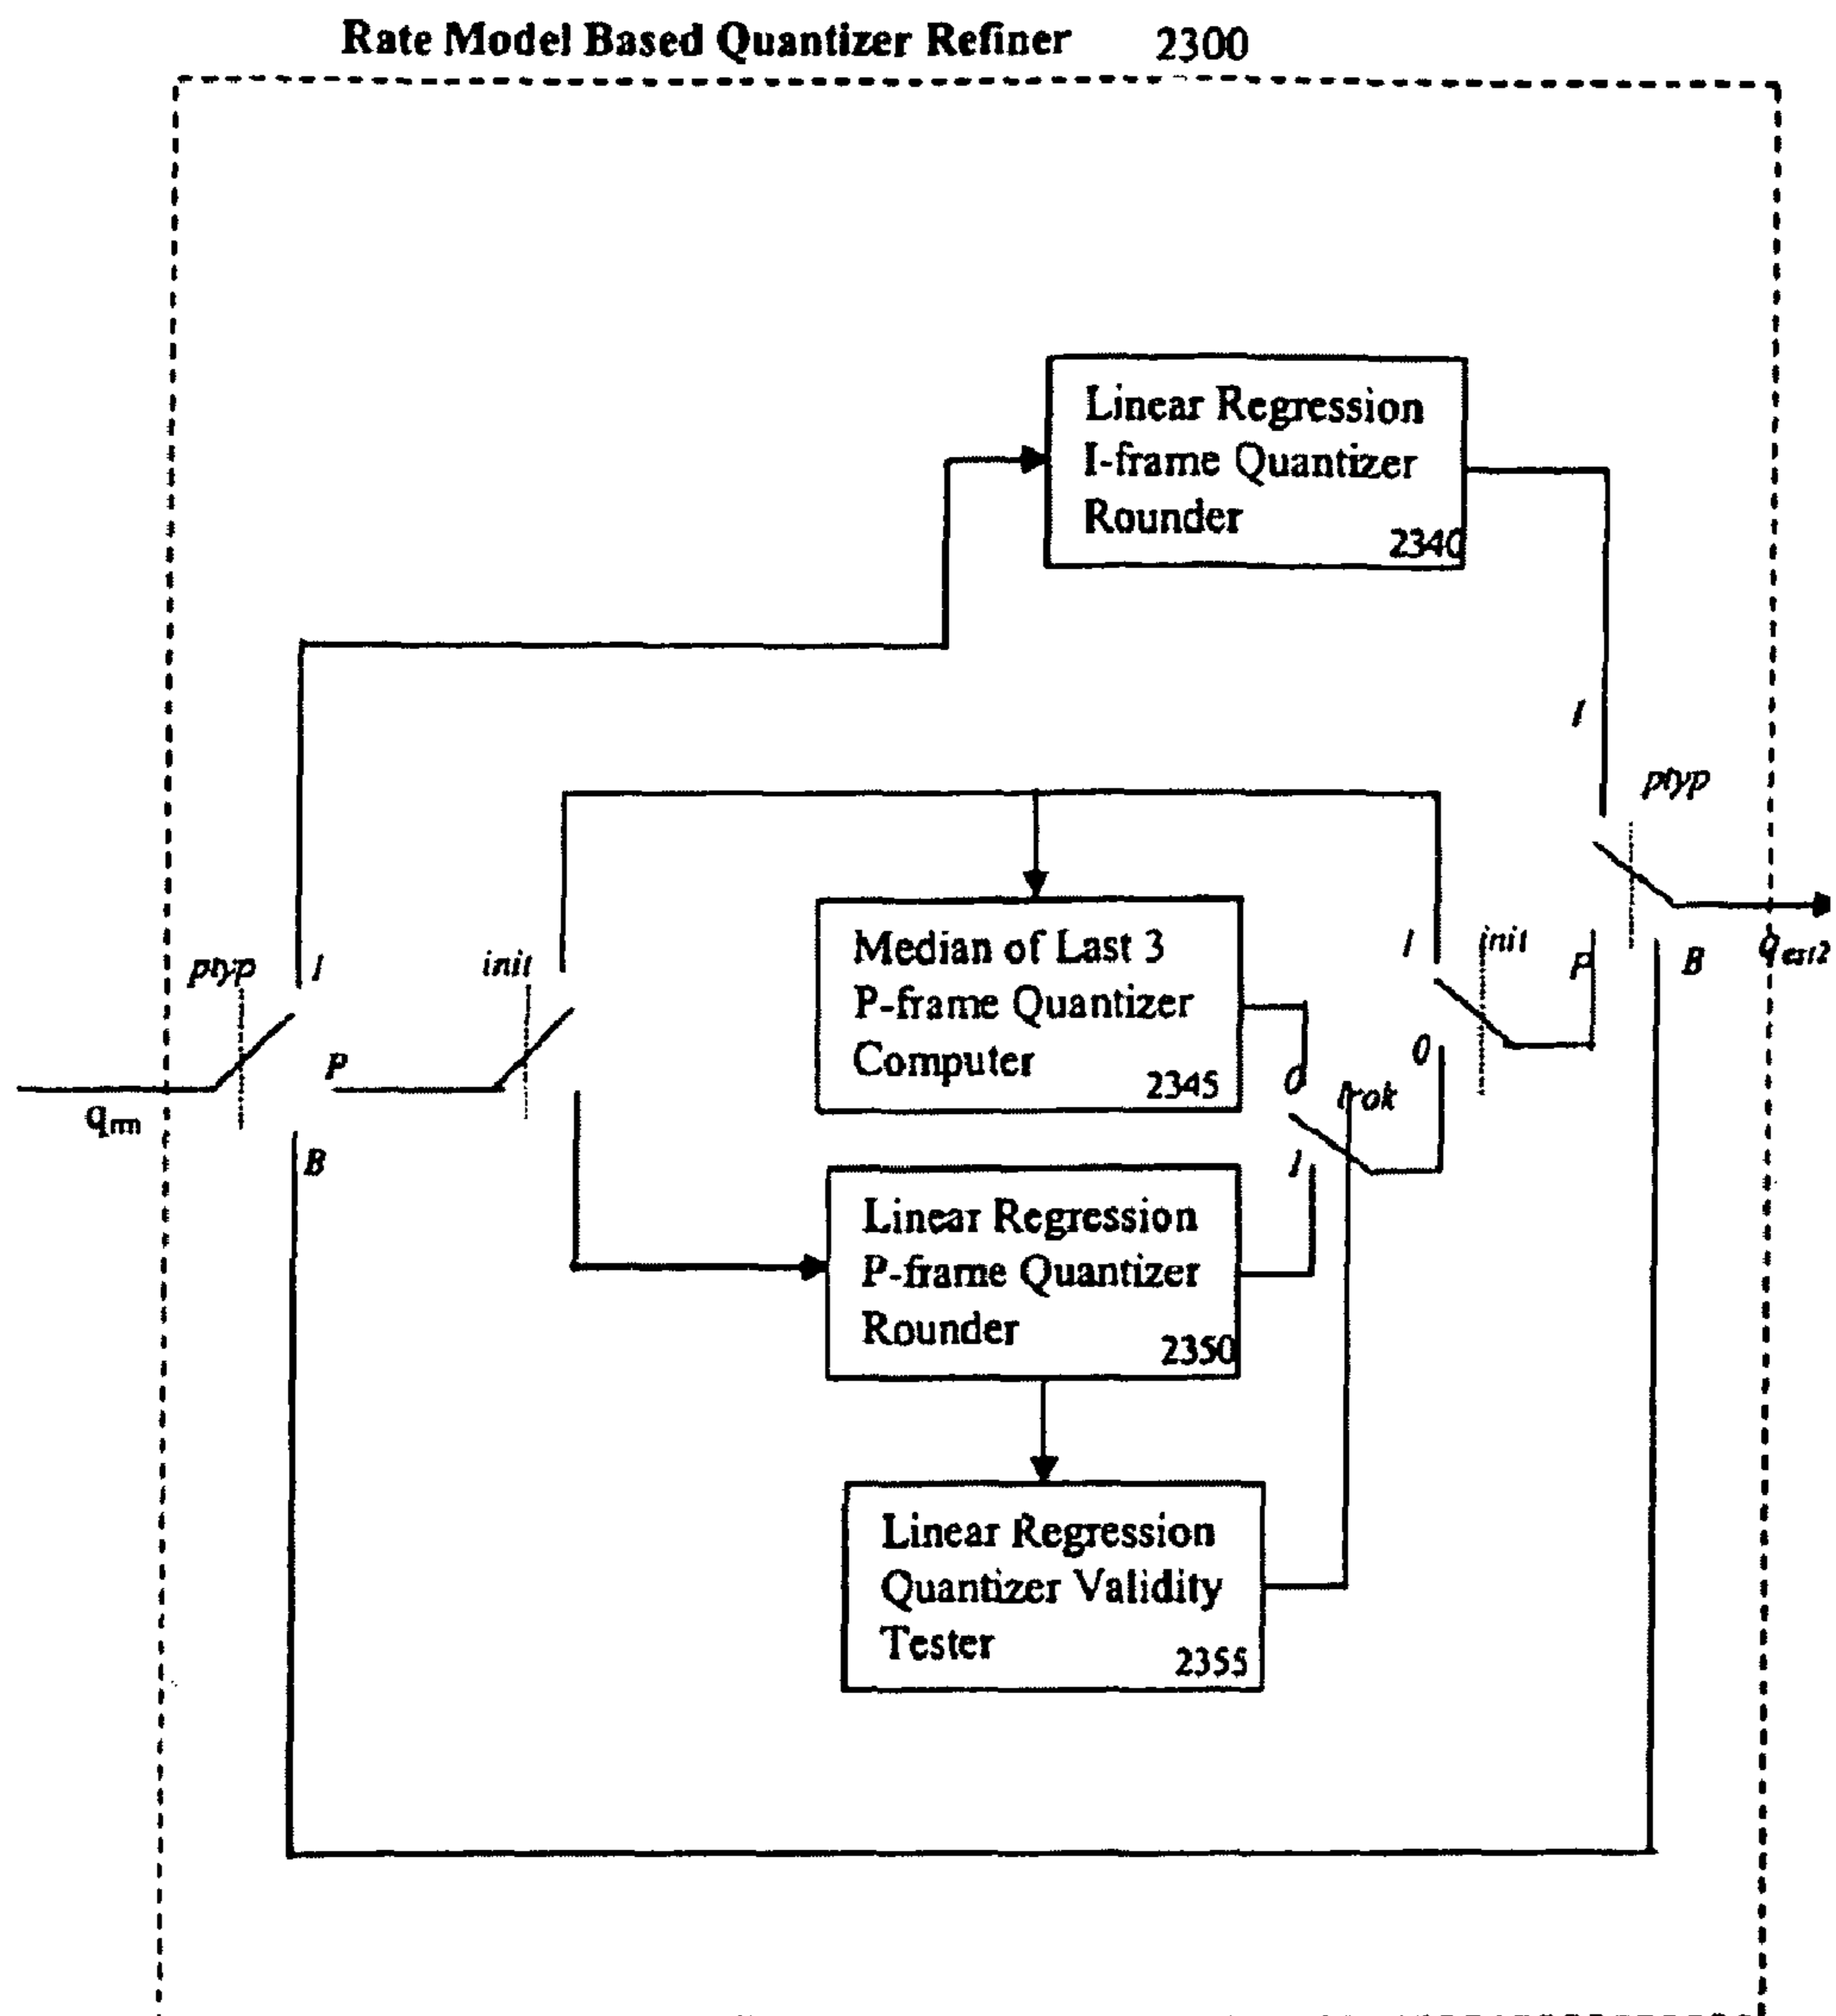 Rate Model Based Quantizer Refiner 2300
Linear Regression
I-frame Quantizer
Rounder
2340
I
ptyp
Median of Last 3
P-frame Quantizer
Computer
2345
ptyp
I
init
P
B
qrm
I
init
P
B
qest2
0
0
lrok
1
Linear Regression
P-frame Quantizer
Rounder
2350
Linear Regression
Quantizer Validity
Tester
2355